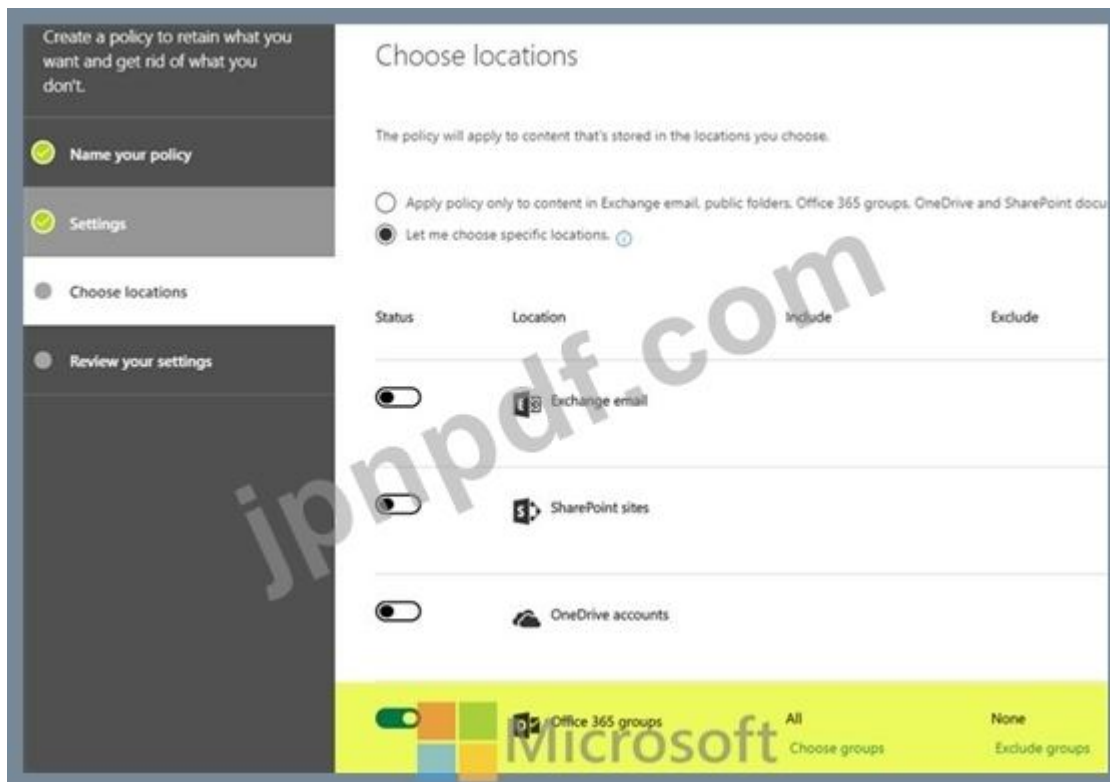 Create a policy to retain what you
want and get rid of what you
don't.
Name your policy
Settings
Choose locations
Review your settings
Choose locations
The policy will apply to content that's stored in the locations you choose.
Apply policy only to content in Exchange email, public folders, Office 365 groups, OneDrive and SharePoint docu
Let me choose specific locations.
Status Location Include Exclude
Exchange email
SharePoint sites
OneDrive accounts
Office 365 groups All None
Choose groups Exclude groups
jpnpdf.com
Microsoft